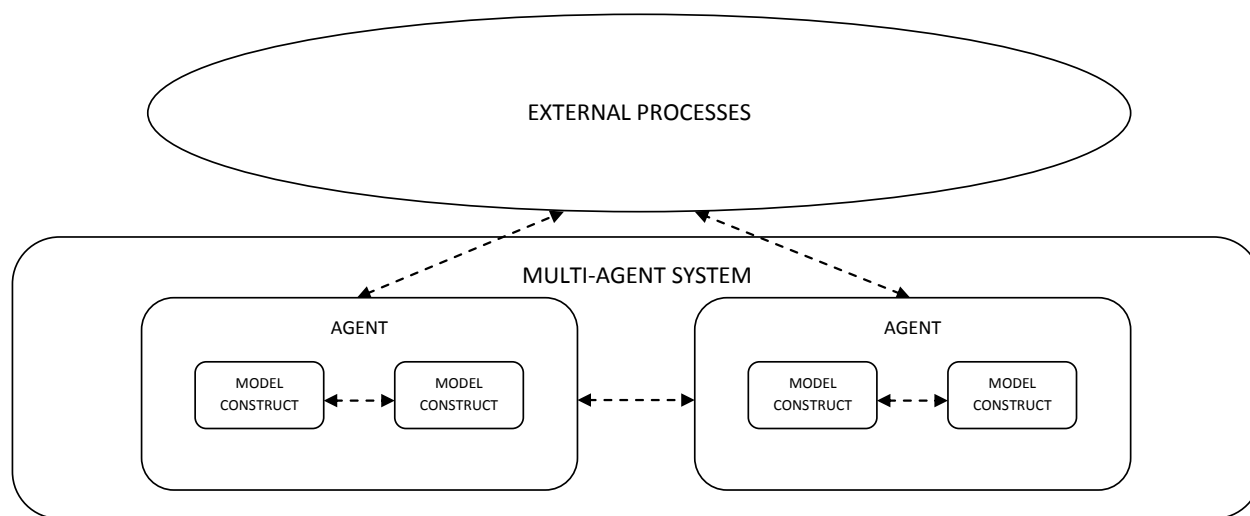 EXTERNAL PROCESSES
MULTI-AGENT SYSTEM
AGENT
MODEL
CONSTRUCT
MODEL
CONSTRUCT
AGENT
MODEL
CONSTRUCT
MODEL
CONSTRUCT